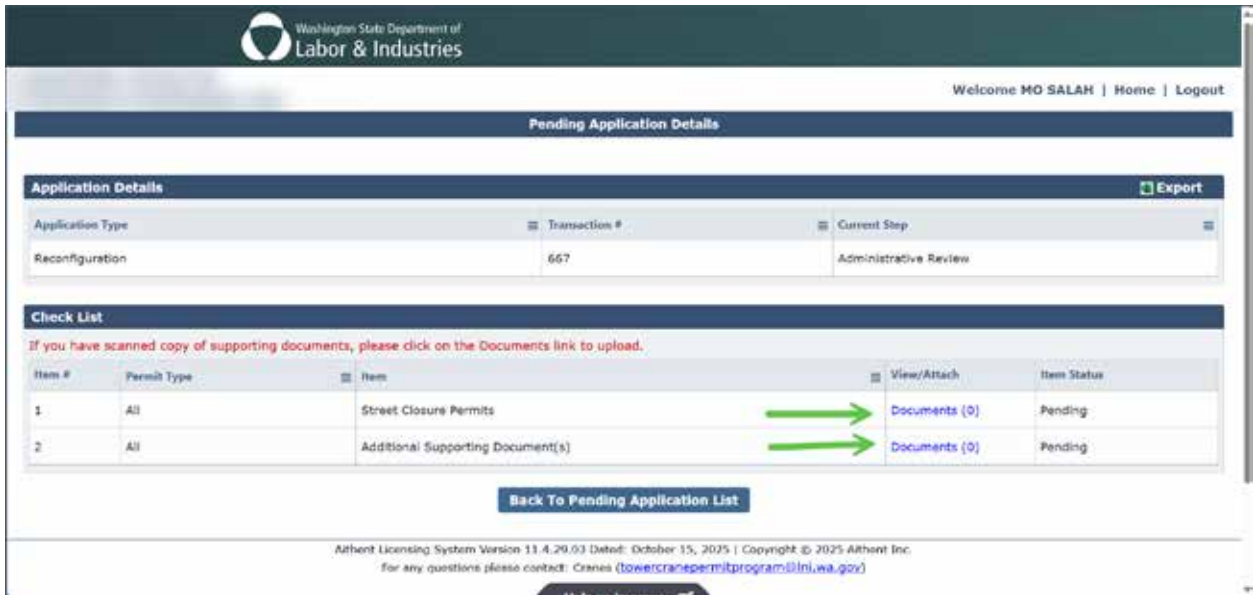 Washington State Department of
Labor & Industries
Welcome MO SALAH | Home | Logout
Pending Application Details
Application Details
Export
Application Type
Transaction #
Current Step
Reconfiguration
667
Administrative Review
Check List
If you have scanned copy of supporting documents, please click on the Documents link to upload.
Item #
Permit Type
Item
View/Attach
Item Status
1
All
Street Closure Permits
Documents (0)
Pending
2
All
Additional Supporting Document(s)
Documents (0)
Pending
Back To Pending Application List
Aithent Licensing System Version 11.4.29.03 Dated: October 15, 2025 | Copyright © 2025 Aithent Inc.
For any questions please contact: Cranes (towercranepermitprogram@lni.wa.gov)